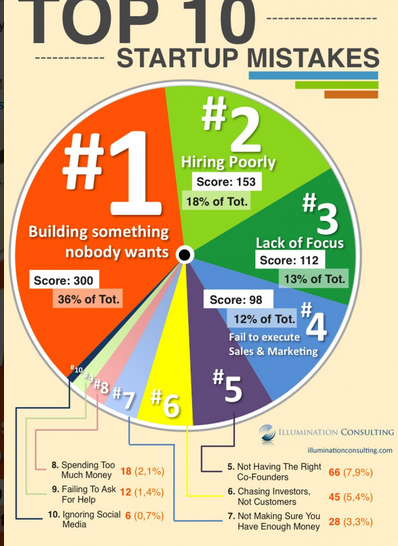 TOP 10
STARTUP MISTAKES
#1
Building something
nobody wants
Score: 300
36% of Tot.
#2
Hiring Poorly
Score: 153
18% of Tot.
#3
Lack of Focus
Score: 112
13% of Tot.
Score: 98
12% of Tot.
#4
Fail to execute
Sales & Marketing
#5
#6
#7
#8
#9
#10
ILLUMINATION CONSULTING
illuminationconsulting.com
8. Spending Too
Much Money
18 (2,1%)
9. Failing To Ask
For Help
12 (1,4%)
10. Ignoring Social
Media
6 (0,7%)
5. Not Having The Right
Co-Founders
66 (7,9%)
6. Chasing Investors,
Not Customers
45 (5,4%)
7. Not Making Sure You
Have Enough Money
28 (3,3%)